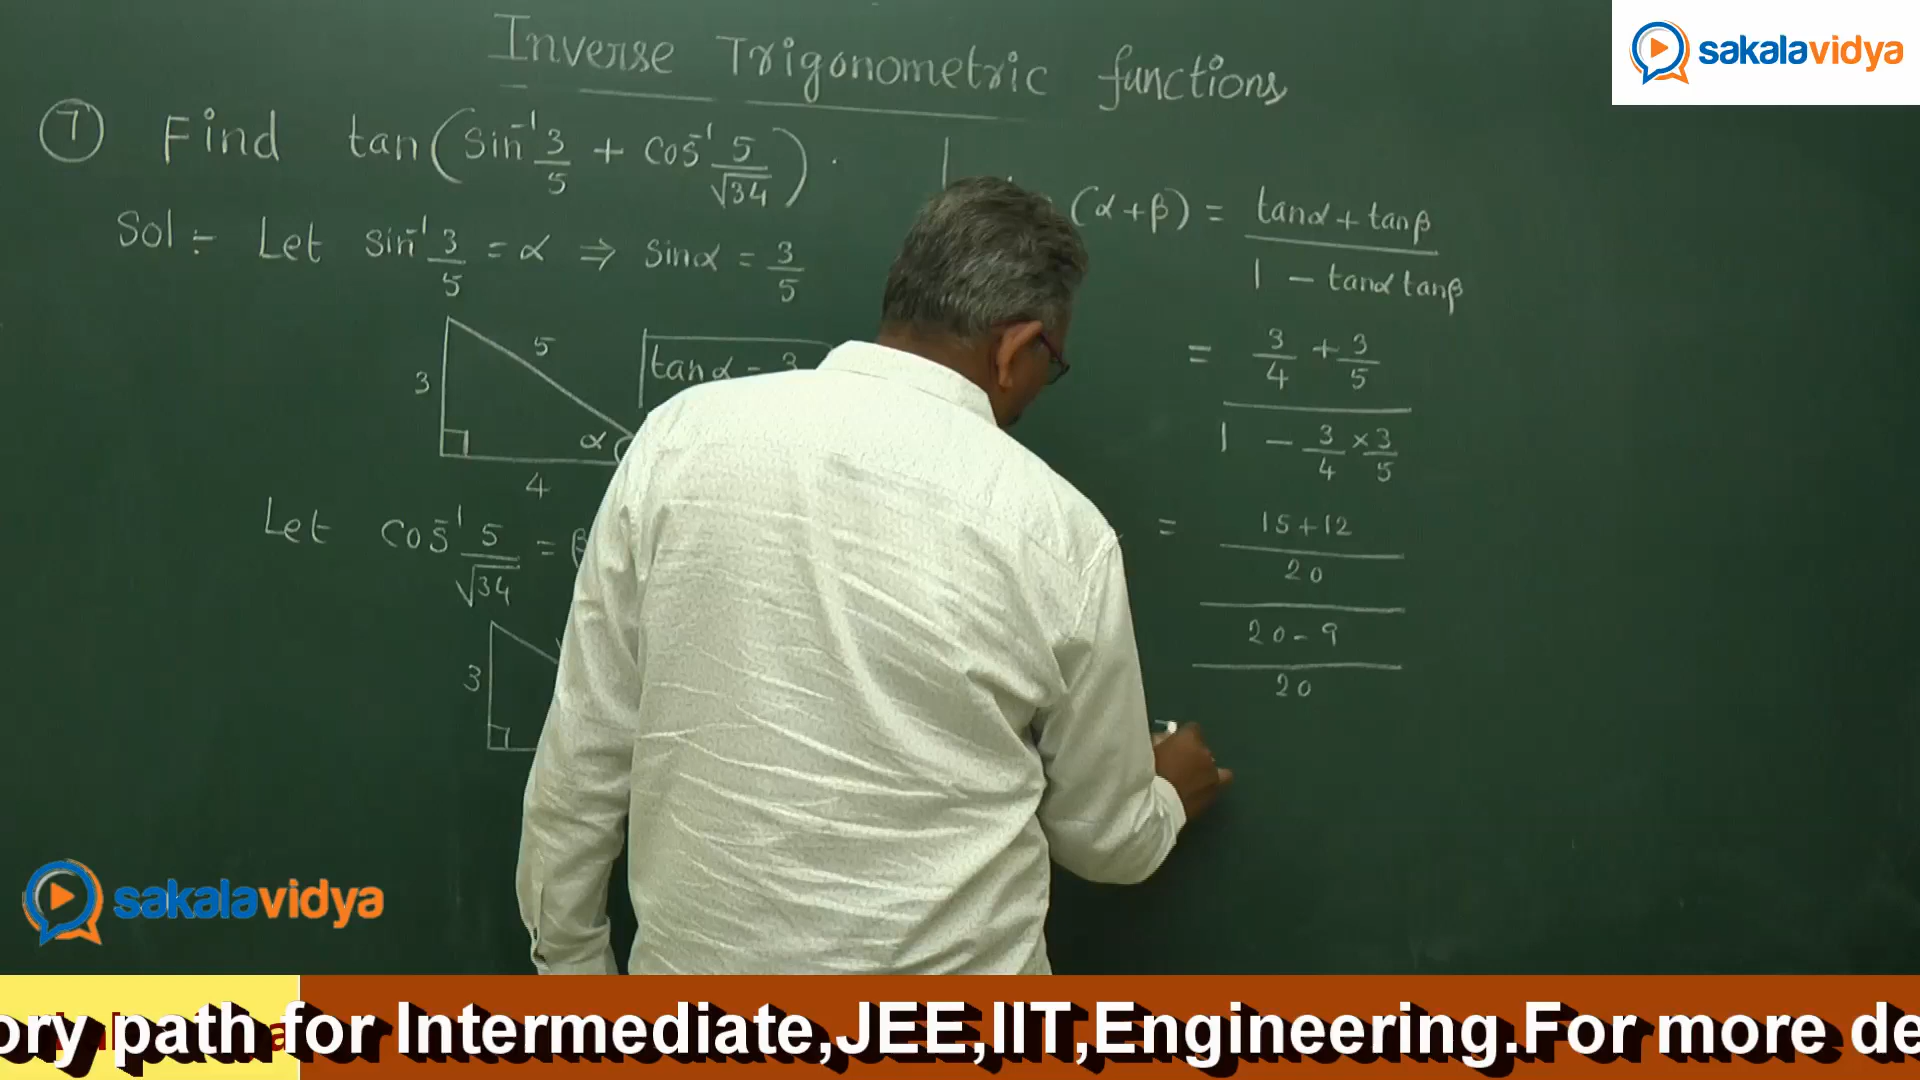 Inverse Trigonometric functions
sakalavidya
7 Find tan(sin⁻¹ 3/5 + cos⁻¹ 5/√34).
Sol :- Let sin⁻¹ 3/5 = α ⇒ sinα = 3/5
5
3
tanα = 3
α
4
Let cos⁻¹ 5/√34 = β
3
(α+β) = tanα + tanβ
1 - tanα tanβ
= 3/4 + 3/5
1 - 3/4 × 3/5
= 15+12
20
20-9
20
sakalavidya
path for Intermediate,JEE,IIT,Engineering.For more